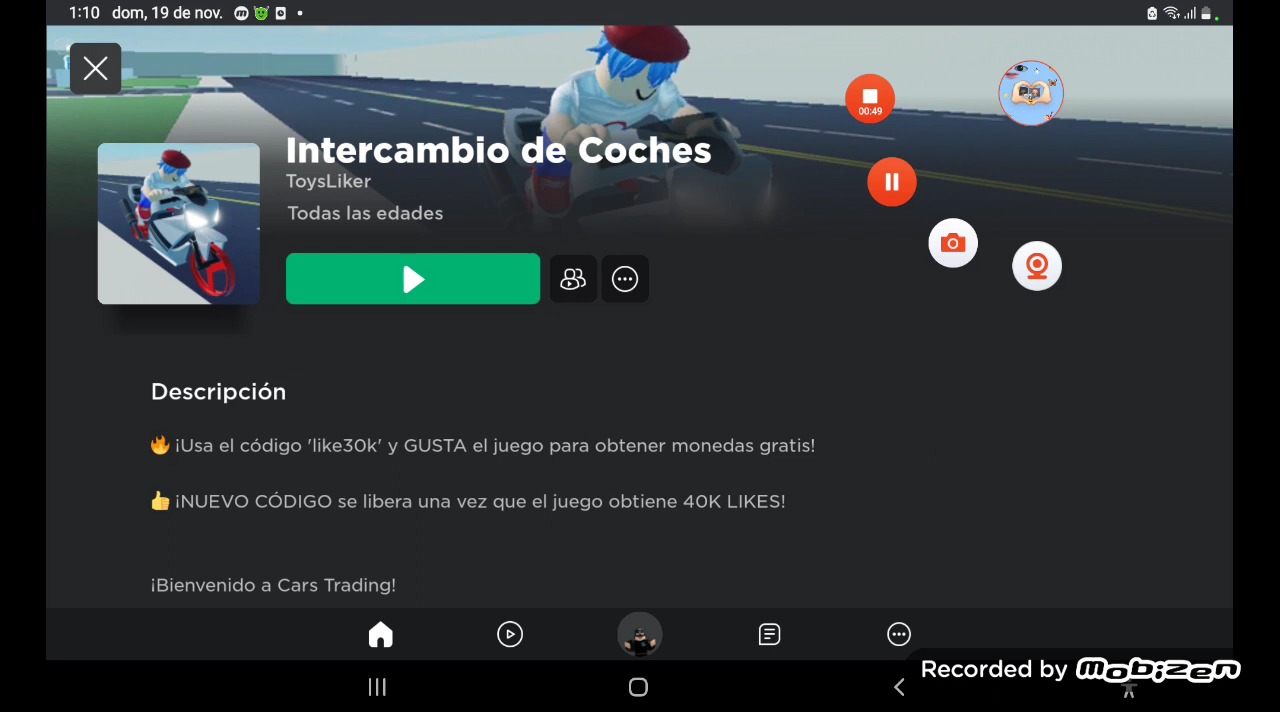 1:10 dom, 19 de nov.
00:49
Intercambio de Coches
ToysLiker
Todas las edades
Descripción
🔥 ¡Usa el código 'like30k' y GUSTA el juego para obtener monedas gratis!
👍 ¡NUEVO CÓDIGO se libera una vez que el juego obtiene 40K LIKES!
¡Bienvenido a Cars Trading!
Recorded by Mobizen